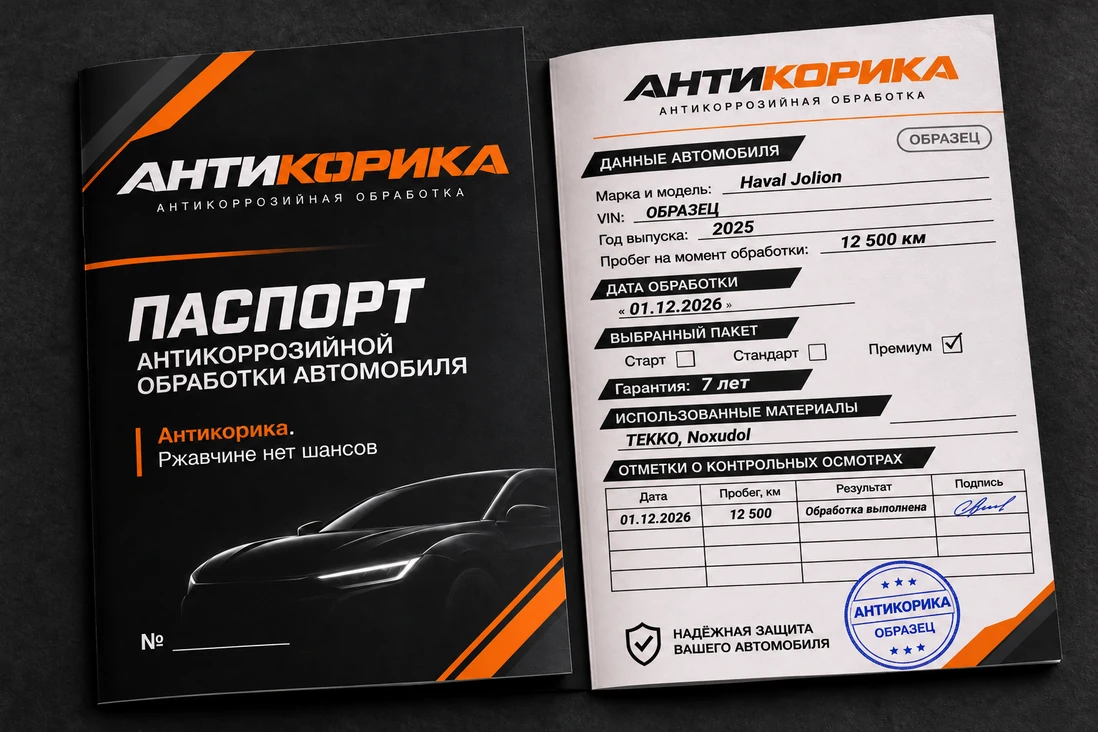 АНТИКОРИКА
АНТИКОРРОЗИЙНАЯ ОБРАБОТКА
ПАСПОРТ
АНТИКОРРОЗИЙНОЙ
ОБРАБОТКИ АВТОМОБИЛЯ
Антикорика.
Ржавчине нет шансов
№
АНТИКОРИКА
АНТИКОРРОЗИЙНАЯ ОБРАБОТКА
ОБРАЗЕЦ
ДАННЫЕ АВТОМОБИЛЯ
Марка и модель: Haval Jolion
VIN: ОБРАЗЕЦ
Год выпуска: 2025
Пробег на момент обработки: 12 500 км
ДАТА ОБРАБОТКИ
« 01.12.2026 »
ВЫБРАННЫЙ ПАКЕТ
Старт Стандарт Премиум
Гарантия: 7 лет
ИСПОЛЬЗОВАННЫЕ МАТЕРИАЛЫ
TEKKO, Noxudol
ОТМЕТКИ О КОНТРОЛЬНЫХ ОСМОТРАХ
Дата Пробег, км Результат Подпись
01.12.2026 12 500 Обработка выполнена
АНТИКОРИКА
ОБРАЗЕЦ
НАДЁЖНАЯ ЗАЩИТА
ВАШЕГО АВТОМОБИЛЯ